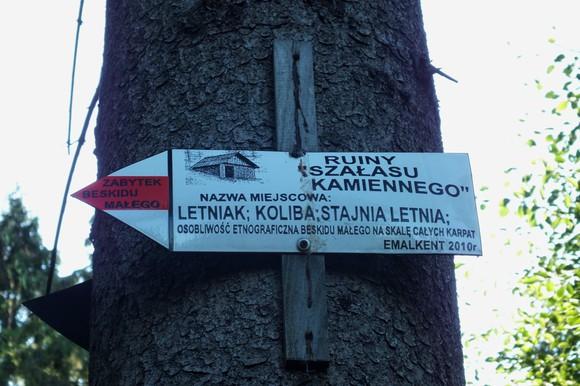 ZABYTEK
BESKIDU
MAŁEGO
RUINY
"SZAŁASU
KAMIENNEGO"
NAZWA MIEJSCOWA:
LETNIAK; KOLIBA; STAJNIA LETNIA;
OSOBLIWOŚĆ ETNOGRAFICZNA BESKIDU MAŁEGO NA SKALĘ CAŁYCH KARPAT
EMALKENT 2010r